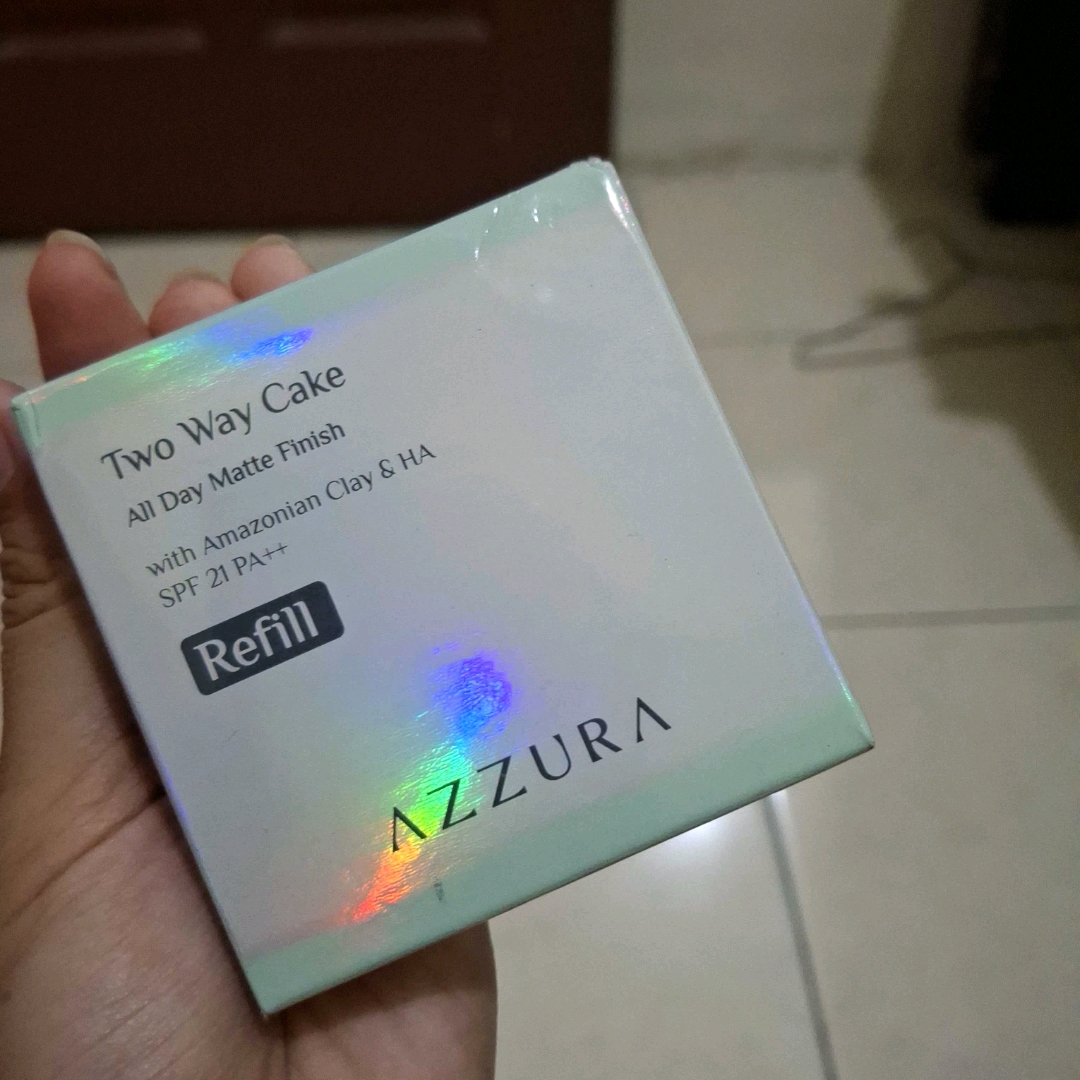 Two Way Cake
All Day Matte Finish
with Amazonian Clay & HA
SPF 21 PA++
Refill
AZZURA